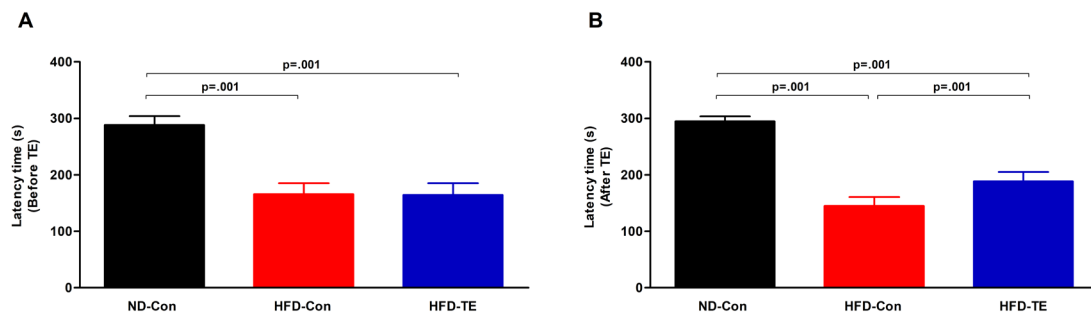 A
Latency time (s)
(Before TE)
400
300
200
100
0
p=.001
p=.001
ND-Con
HFD-Con
HFD-TE
B
Latency time (s)
(After TE)
400
300
200
100
0
p=.001
p=.001
p=.001
ND-Con
HFD-Con
HFD-TE